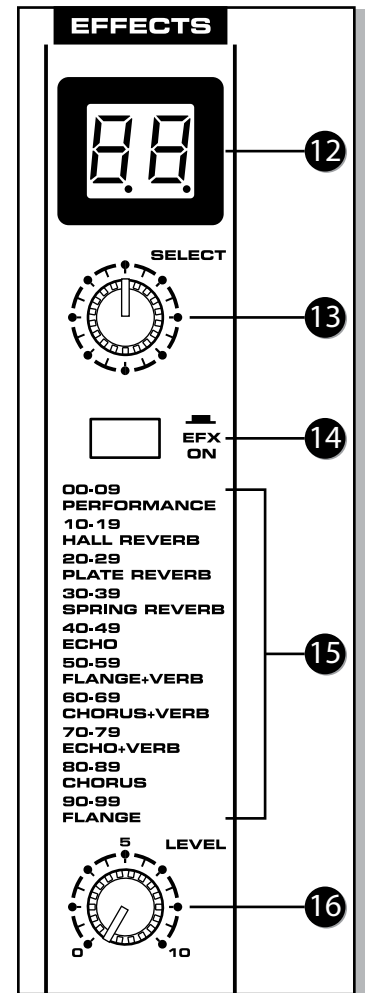 EFFECTS
88
12
SELECT
13
EFX
ON
14
00-09
PERFORMANCE
10-19
HALL REVERB
20-29
PLATE REVERB
30-39
SPRING REVERB
40-49
ECHO
50-59
FLANGE+VERB
60-69
CHORUS+VERB
70-79
ECHO+VERB
80-89
CHORUS
90-99
FLANGE
15
5
LEVEL
16
0
10